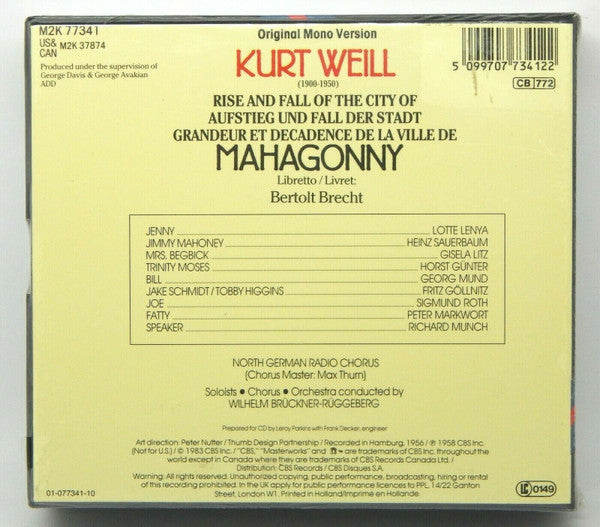 M2K 77341
US& M2K 37874
CAN
Produced under the supervision of
George Davis & George Avakian
ADD
Original Mono Version
KURT WEILL
(1900-1950)
5 099707 734122
CB 772
RISE AND FALL OF THE CITY OF
AUFSTIEG UND FALL DER STADT
GRANDEUR ET DECADENCE DE LA VILLE DE
MAHAGONNY
Libretto/Livret:
Bertolt Brecht
JENNY LOTTE LENYA
JIMMY MAHONEY HEINZ SAUERBAUM
MRS. BEGBICK GISELA LITZ
TRINITY MOSES HORST GÜNTER
BILL GEORG MUND
JAKE SCHMIDT/TOBBY HIGGINS FRITZ GÖLLNITZ
JOE SIGMUND ROTH
FATTY PETER MARKWORT
SPEAKER RICHARD MUNCH
NORTH GERMAN RADIO CHORUS
(Chorus Master: Max Thurn)
Soloists • Chorus • Orchestra conducted by
WILHELM BRÜCKNER-RÜGGEBERG
Prepared for CD by Leroy Parkins with Frank Decker, engineer
Art direction: Peter Nutter / Thumb Design Partnership / Recorded in Hamburg, 1956 / ℗ 1958 CBS Inc.
(Not for U.S.) / © 1983 CBS Inc. / "CBS," "Masterworks" and are trademarks of CBS Inc. throughout the
world except in Canada where they are trademarks of CBS Records Canada Ltd. /
Distribution: CBS Records / CBS Disques S.A.
Warning: All rights reserved. Unauthorized copying, public performance, broadcasting, hiring or rental
of this recording prohibited. In the UK apply for public performance licences to PPL, 14/22 Ganton
Street, London W1. Printed in Holland/Imprimé en Hollande.
01-077341-10
LC 0149